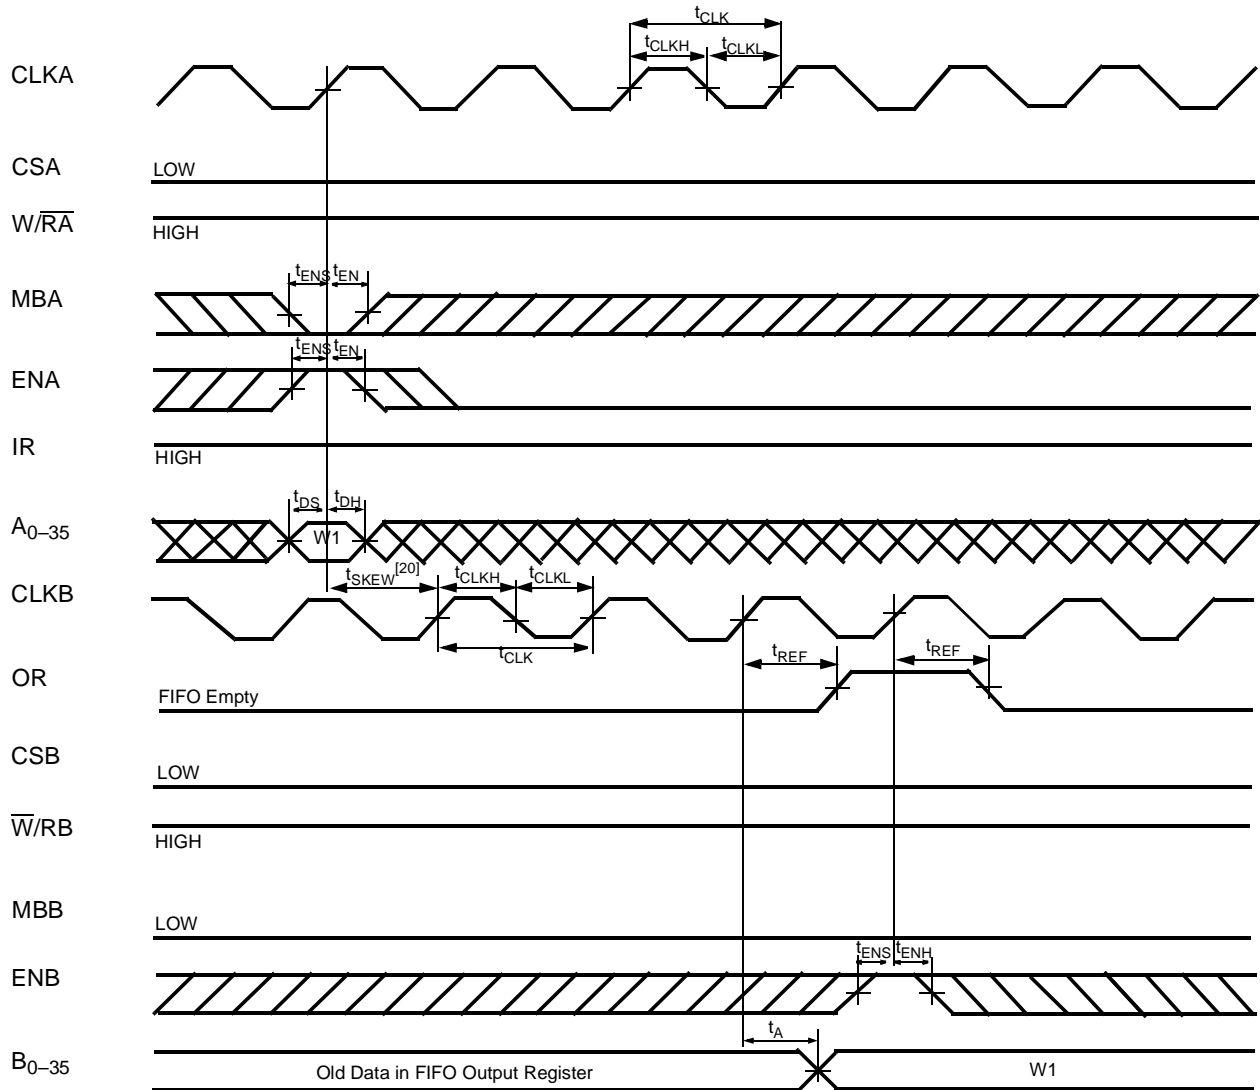 tCLK
tCLKH tCLKL
CLKA
CSA LOW
W/R̅A̅ HIGH
tENS tEN
MBA
tENS tEN
ENA
IR HIGH
tDS tDH
A0–35 W1
tSKEW[20] tCLKH tCLKL
CLKB
tCLK tREF tREF
OR FIFO Empty
CSB LOW
W̅/RB HIGH
MBB LOW
tENS tENH
ENB
tA
B0–35 Old Data in FIFO Output Register W1